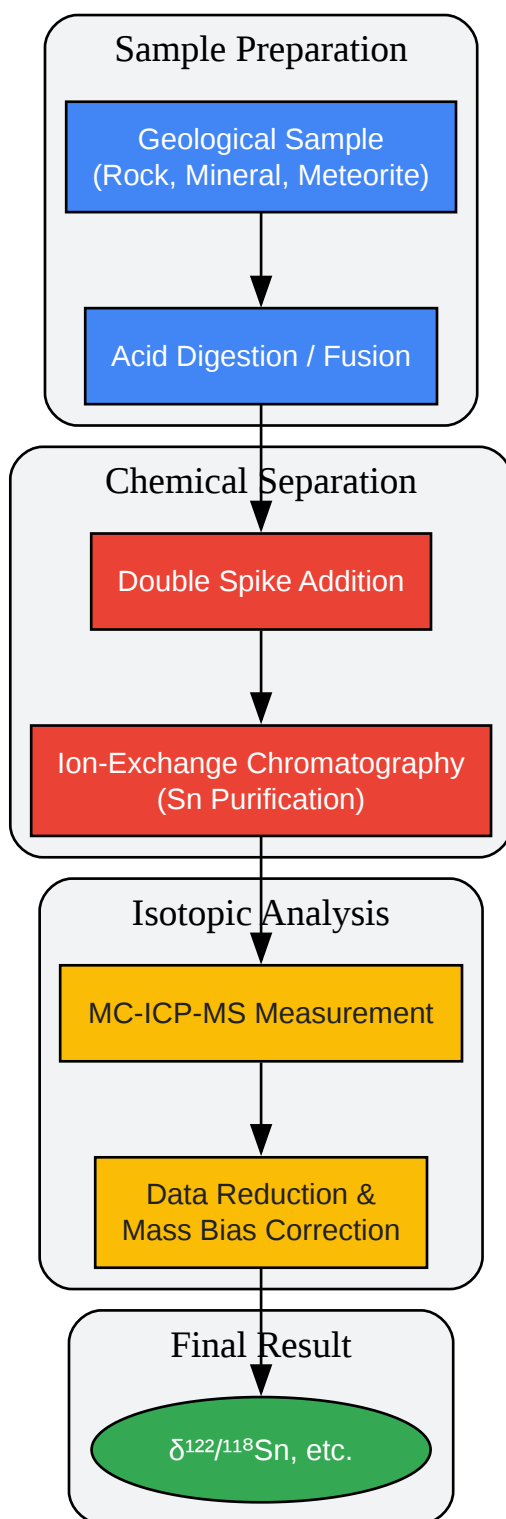 Sample Preparation
Geological Sample
(Rock, Mineral, Meteorite)
Acid Digestion / Fusion
Chemical Separation
Double Spike Addition
Ion-Exchange Chromatography
(Sn Purification)
Isotopic Analysis
MC-ICP-MS Measurement
Data Reduction &
Mass Bias Correction
Final Result
δ¹²²/¹¹⁸Sn, etc.